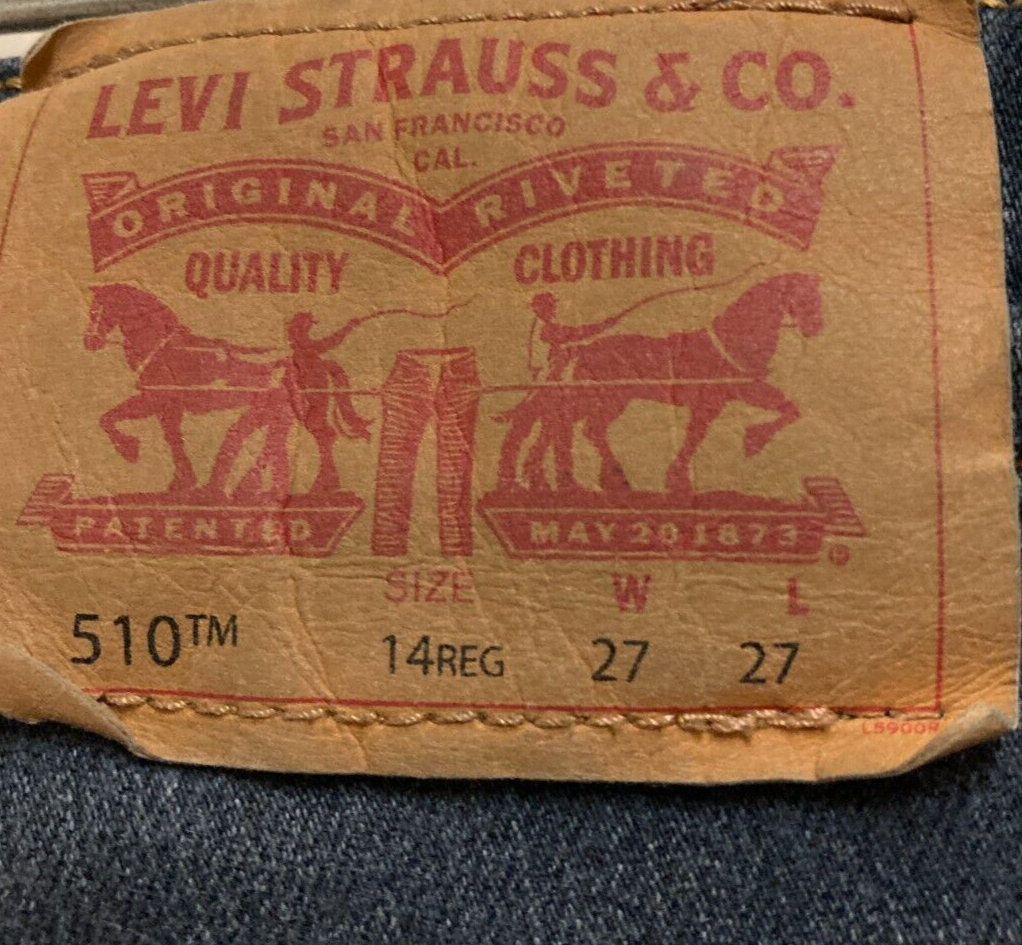 LEVI STRAUSS & CO.
SAN FRANCISCO
CAL.
ORIGINAL RIVETED
QUALITY CLOTHING
PATENTED MAY 20 1873 ®
SIZE W L
510™ 14REG 27 27
L5900R